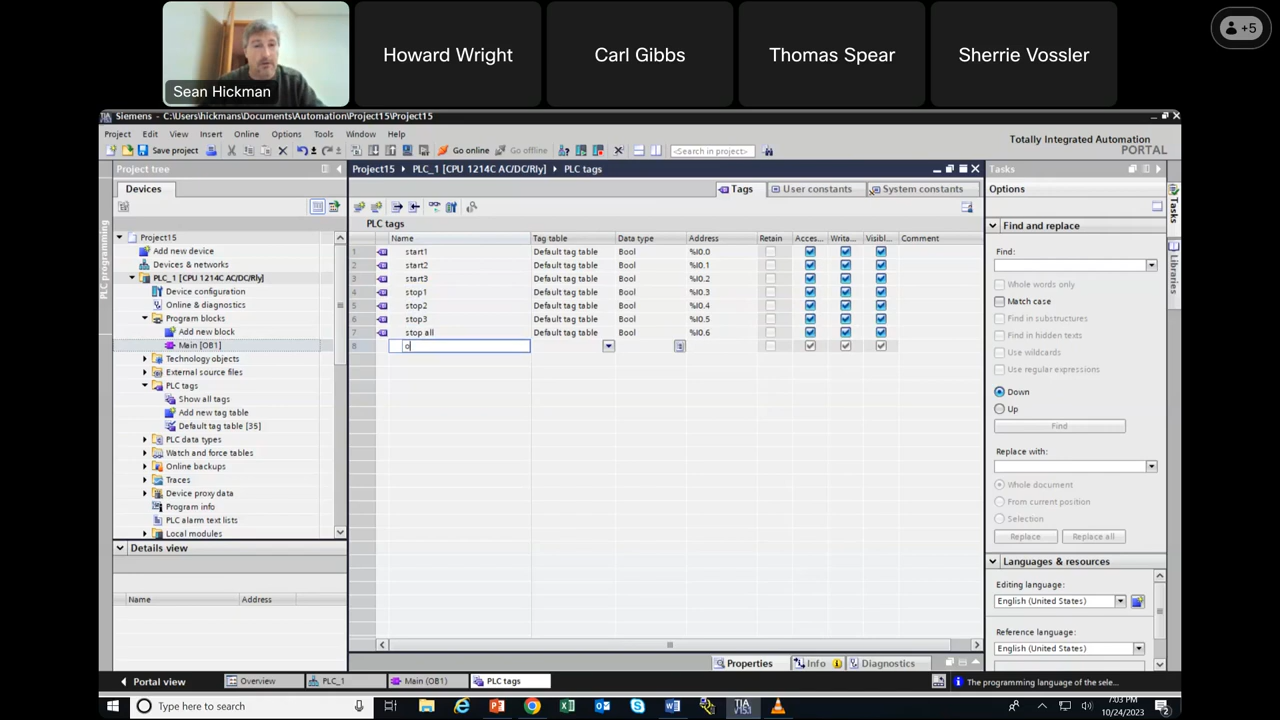 Howard Wright
Carl Gibbs
Thomas Spear
Sherrie Vossler
+5
Sean Hickman
Siemens - C:\Users\hickmans\Documents\Automation\Project15\Project15
Project Edit View Insert Online Options Tools Window Help
Totally Integrated Automation
PORTAL
Save project
Go online
Go offline
<Search in project>
Project tree
Project15 PLC_1 [CPU 1214C AC/DC/Rly] PLC tags
Tasks
Devices
Tags
User constants
System constants
Options
PLC programming
Tasks
Libraries
PLC tags
Find and replace
Name Tag table Data type Address Retain Acces... Writa... Visibl... Comment
1 start1 Default tag table Bool %I0.0
2 start2 Default tag table Bool %I0.1
3 start3 Default tag table Bool %I0.2
4 stop1 Default tag table Bool %I0.3
5 stop2 Default tag table Bool %I0.4
6 stop3 Default tag table Bool %I0.5
7 stop all Default tag table Bool %I0.6
8 o
Project15
Add new device
Devices & networks
PLC_1 [CPU 1214C AC/DC/Rly]
Device configuration
Online & diagnostics
Program blocks
Add new block
Main [OB1]
Technology objects
External source files
PLC tags
Show all tags
Add new tag table
Default tag table [35]
PLC data types
Watch and force tables
Online backups
Traces
Device proxy data
Program info
PLC alarm text lists
Local modules
Find:
Whole words only
Match case
Find in substructures
Find in hidden texts
Use wildcards
Use regular expressions
Down
Up
Find
Replace with:
Whole document
From current position
Selection
Replace
Replace all
Languages & resources
Editing language:
English (United States)
Reference language:
English (United States)
Details view
Name Address
Properties
Info
Diagnostics
Portal view
Overview
PLC_1
Main (OB1)
PLC tags
The programming language of the sele...
Type here to search
7:03 PM
10/24/2023
2